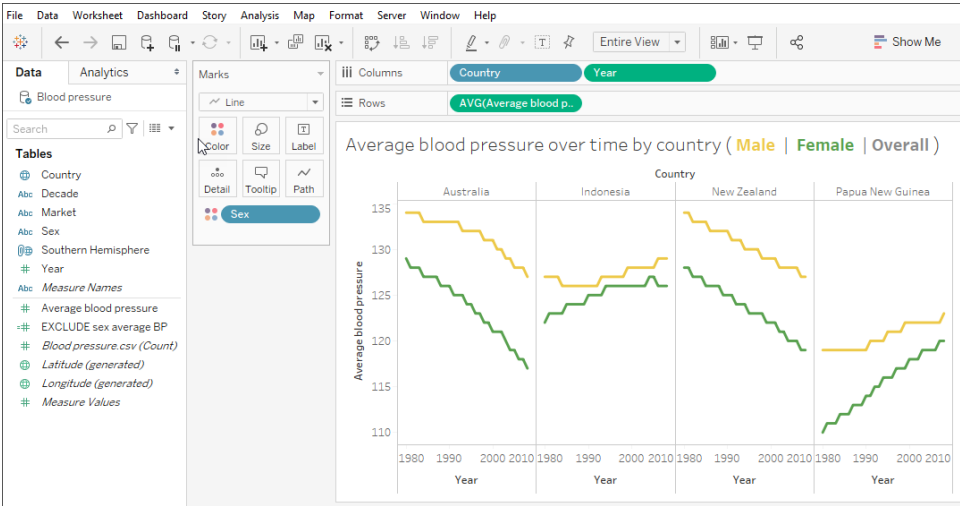 File Data Worksheet Dashboard Story Analysis Map Format Server Window Help
Entire View
Show Me
Data Analytics
Blood pressure
Search
Tables
Country
Abc Decade
Abc Market
Abc Sex
Southern Hemisphere
# Year
Abc Measure Names
# Average blood pressure
=# EXCLUDE sex average BP
# Blood pressure.csv (Count)
Latitude (generated)
Longitude (generated)
# Measure Values
Marks
Line
Color Size Label
Detail Tooltip Path
Sex
Columns Country Year
Rows AVG(Average blood p..
Average blood pressure over time by country ( Male | Female | Overall )
Country
Australia Indonesia New Zealand Papua New Guinea
Average blood pressure
135
130
125
120
115
110
1980 1990 2000 2010 1980 1990 2000 2010 1980 1990 2000 2010 1980 1990 2000 2010
Year Year Year Year